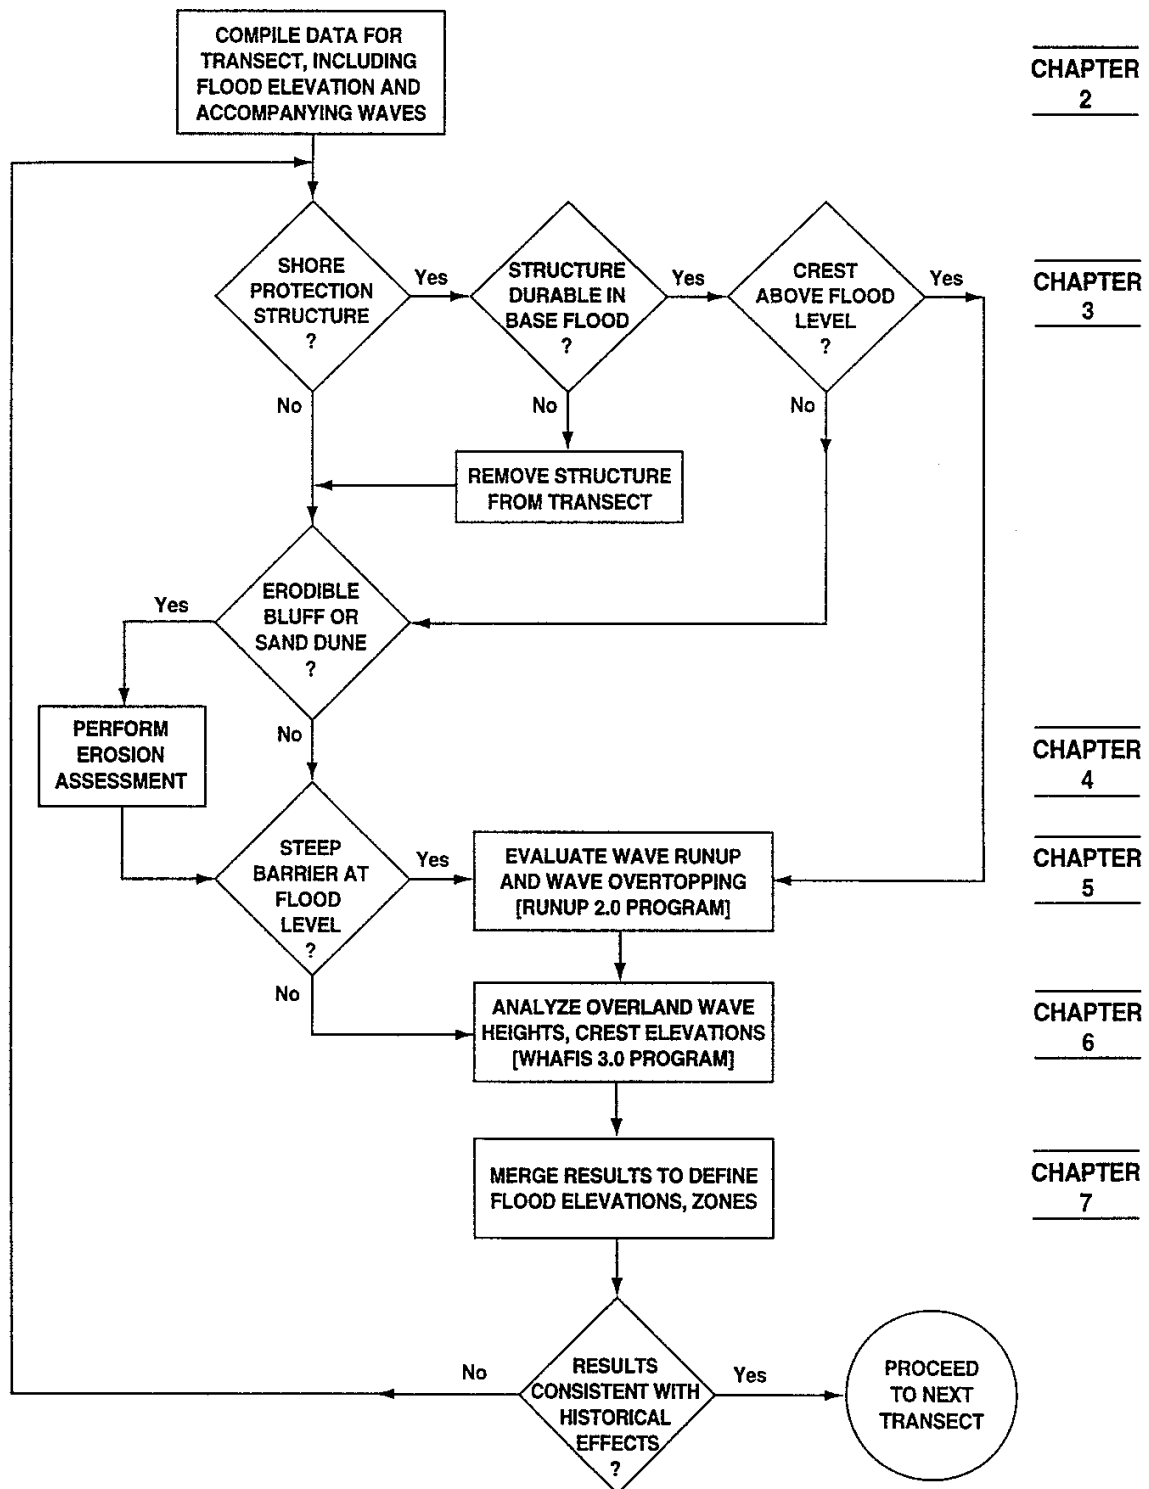 COMPILE DATA FOR
TRANSECT, INCLUDING
FLOOD ELEVATION AND
ACCOMPANYING WAVES
CHAPTER
2
SHORE
PROTECTION
STRUCTURE
?
Yes
No
STRUCTURE
DURABLE IN
BASE FLOOD
?
Yes
No
CREST
ABOVE FLOOD
LEVEL
?
Yes
No
CHAPTER
3
REMOVE STRUCTURE
FROM TRANSECT
ERODIBLE
BLUFF OR
SAND DUNE
?
Yes
No
PERFORM
EROSION
ASSESSMENT
CHAPTER
4
STEEP
BARRIER AT
FLOOD
LEVEL
?
Yes
No
EVALUATE WAVE RUNUP
AND WAVE OVERTOPPING
[RUNUP 2.0 PROGRAM]
CHAPTER
5
ANALYZE OVERLAND WAVE
HEIGHTS, CREST ELEVATIONS
[WHAFIS 3.0 PROGRAM]
CHAPTER
6
MERGE RESULTS TO DEFINE
FLOOD ELEVATIONS, ZONES
CHAPTER
7
RESULTS
CONSISTENT WITH
HISTORICAL
EFFECTS
?
No
Yes
PROCEED
TO NEXT
TRANSECT